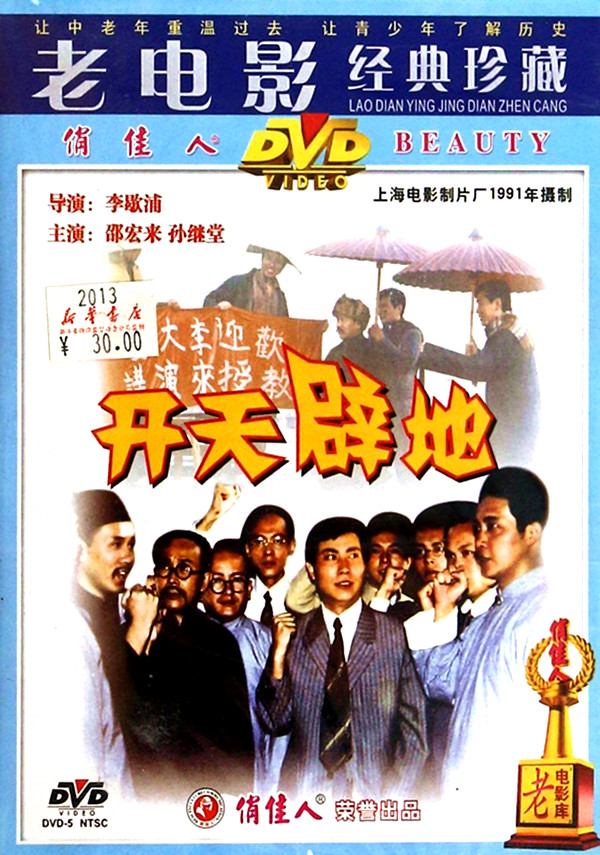 让中老年重温过去 让青少年了解历史
老电影 经典珍藏
LAO DIAN YING JING DIAN ZHEN CANG
俏佳人® DVD VIDEO BEAUTY
导演：李歇浦
上海电影制片厂1991年摄制
主演：邵宏来 孙继堂
2013
新华书店
¥ 30.00
大李迎歡
講演來授教
开天辟地
俏佳人
老电影库
DVD
VIDEO
DVD-5 NTSC
俏佳人® 荣誉出品